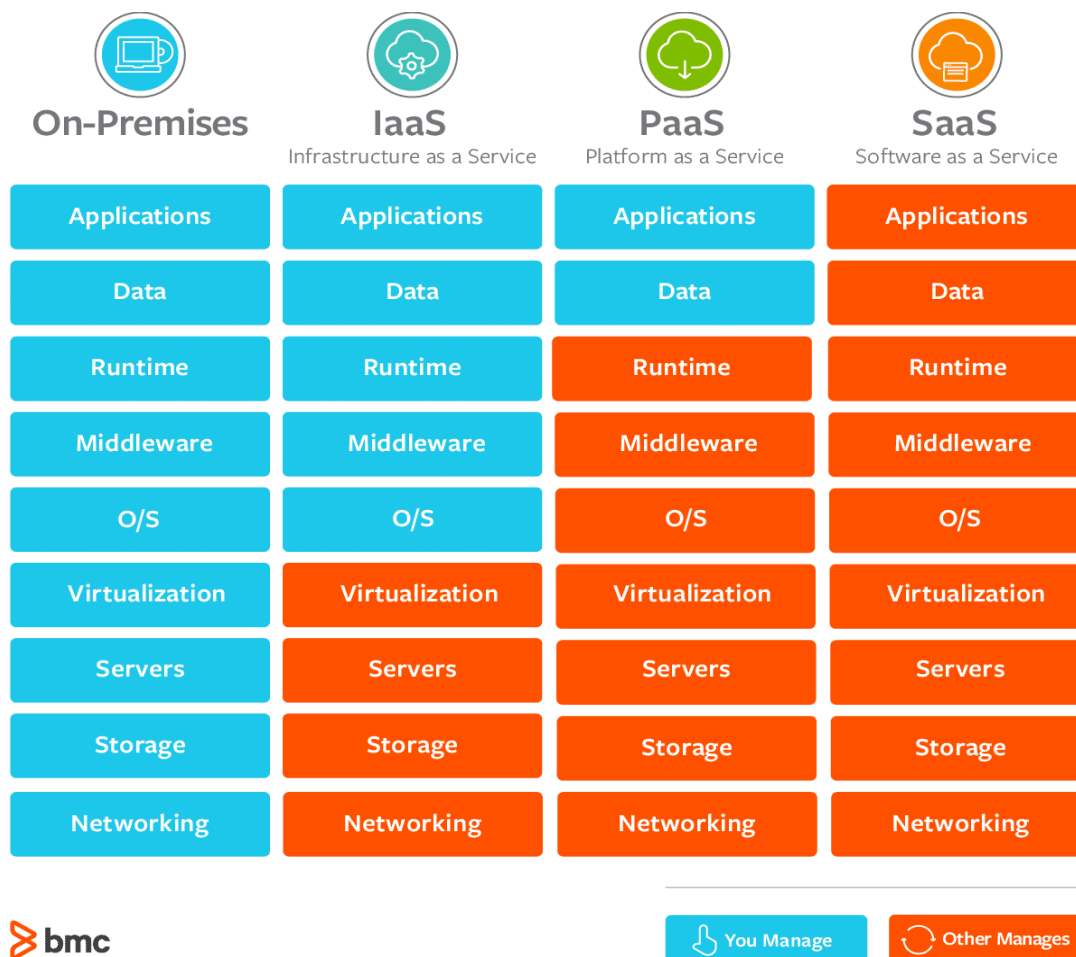 On-Premises IaaS PaaS SaaS
Infrastructure as a Service Platform as a Service Software as a Service
Applications Applications Applications Applications
Data Data Data Data
Runtime Runtime Runtime Runtime
Middleware Middleware Middleware Middleware
O/S O/S O/S O/S
Virtualization Virtualization Virtualization Virtualization
Servers Servers Servers Servers
Storage Storage Storage Storage
Networking Networking Networking Networking
bmc You Manage Other Manages